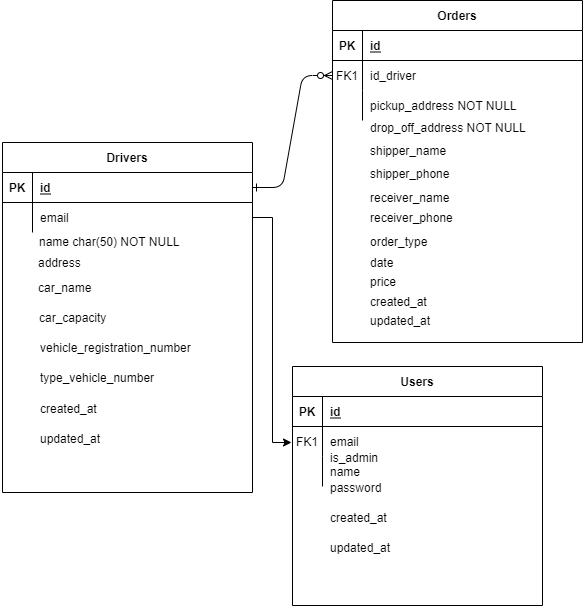 Orders
PK id
FK1 id_driver
pickup_address NOT NULL
drop_off_address NOT NULL
shipper_name
shipper_phone
receiver_name
receiver_phone
order_type
date
price
created_at
updated_at
Drivers
PK id
email
name char(50) NOT NULL
address
car_name
car_capacity
vehicle_registration_number
type_vehicle_number
created_at
updated_at
Users
PK id
FK1 email
is_admin
name
password
created_at
updated_at